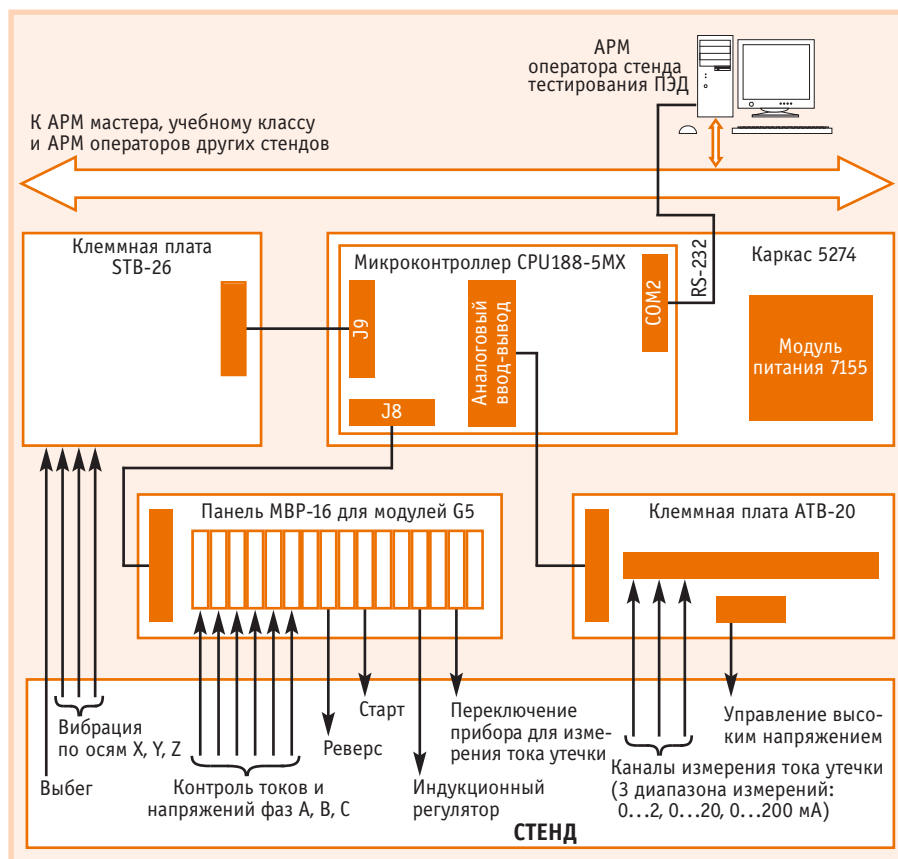 АРМ
оператора стенда
тестирования ПЭД
К АРМ мастера, учебному классу
и АРМ операторов других стендов
Клеммная плата
STB-26
Микроконтроллер CPU188-5MX
J9
J8
Аналоговый
ввод-вывод
COM2
RS-232
Каркас 5274
Модуль
питания 7155
Панель МВР-16 для модулей G5
Клеммная плата АТВ-20
Вибрация
по осям X, Y, Z
Выбег
Контроль токов и
напряжений фаз А, В, С
Реверс
Старт
Индукционный
регулятор
Переключение
прибора для изме-
рения тока утечки
Управление высо-
ким напряжением
Каналы измерения тока утечки
(3 диапазона измерений:
0...2, 0...20, 0...200 мА)
СТЕНД